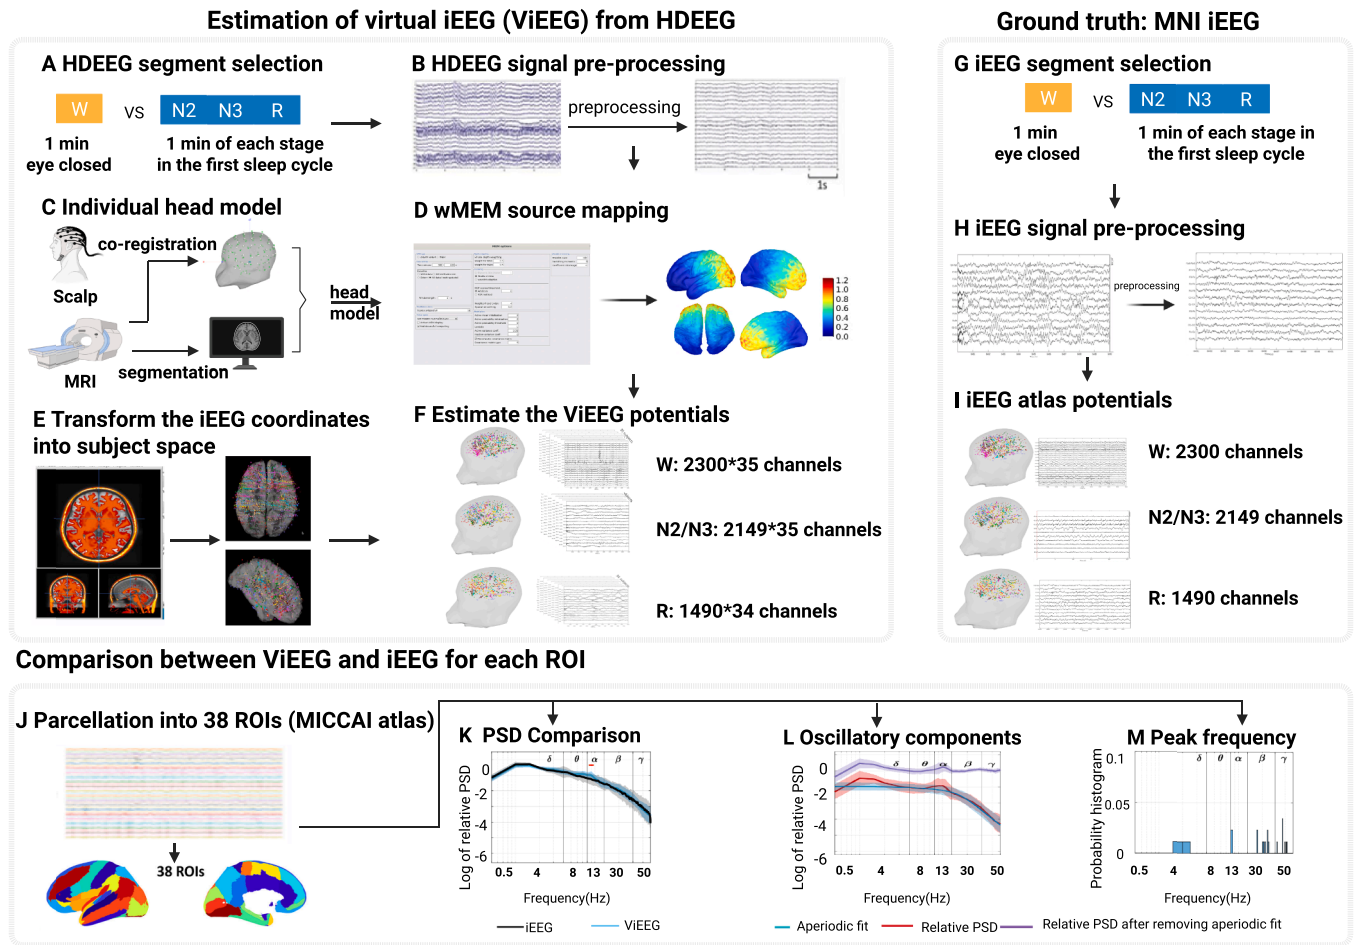 Estimation of virtual iEEG (ViEEG) from HDEEG
Ground truth: MNI iEEG
A HDEEG segment selection
W
VS
N2 N3 R
1 min
eye closed
1 min of each stage
in the first sleep cycle
B HDEEG signal pre-processing
preprocessing
1s
C Individual head model
co-registration
Scalp
MRI
segmentation
head
model
D wMEM source mapping
1.2
1.0
0.8
0.6
0.4
0.2
0.0
E Transform the iEEG coordinates
into subject space
F Estimate the ViEEG potentials
W: 2300*35 channels
N2/N3: 2149*35 channels
R: 1490*34 channels
G iEEG segment selection
W
VS
N2 N3 R
1 min
eye closed
1 min of each stage in
the first sleep cycle
H iEEG signal pre-processing
preprocessing
I iEEG atlas potentials
W: 2300 channels
N2/N3: 2149 channels
R: 1490 channels
Comparison between ViEEG and iEEG for each ROI
J Parcellation into 38 ROIs (MICCAI atlas)
38 ROIs
K PSD Comparison
Log of relative PSD
δ θ α β γ
0
-2
-4
-6
0.5 4 8 13 30 50
Frequency(Hz)
iEEG ViEEG
L Oscillatory components
Log of relative PSD
δ θ α β γ
0
-2
-4
-6
0.5 4 8 13 30 50
Frequency(Hz)
Aperiodic fit Relative PSD Relative PSD after removing aperiodic fit
M Peak frequency
Probability histogram
δ θ α β γ
0.1
0.05
0
0.5 4 8 13 30 50
Frequency(Hz)